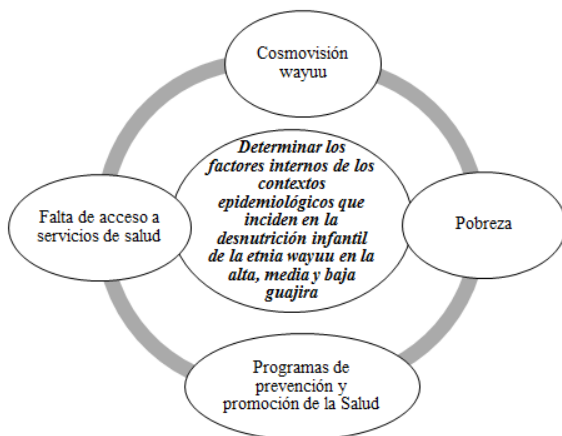 Cosmovisión
wayuu
Determinar los
factores internos de los
contextos
epidemiológicos que
inciden en la
desnutrición infantil
de la etnia wayuu en la
alta, media y baja
guajira
Falta de acceso a
servicios de salud
Pobreza
Programas de
prevención y
promoción de la Salud